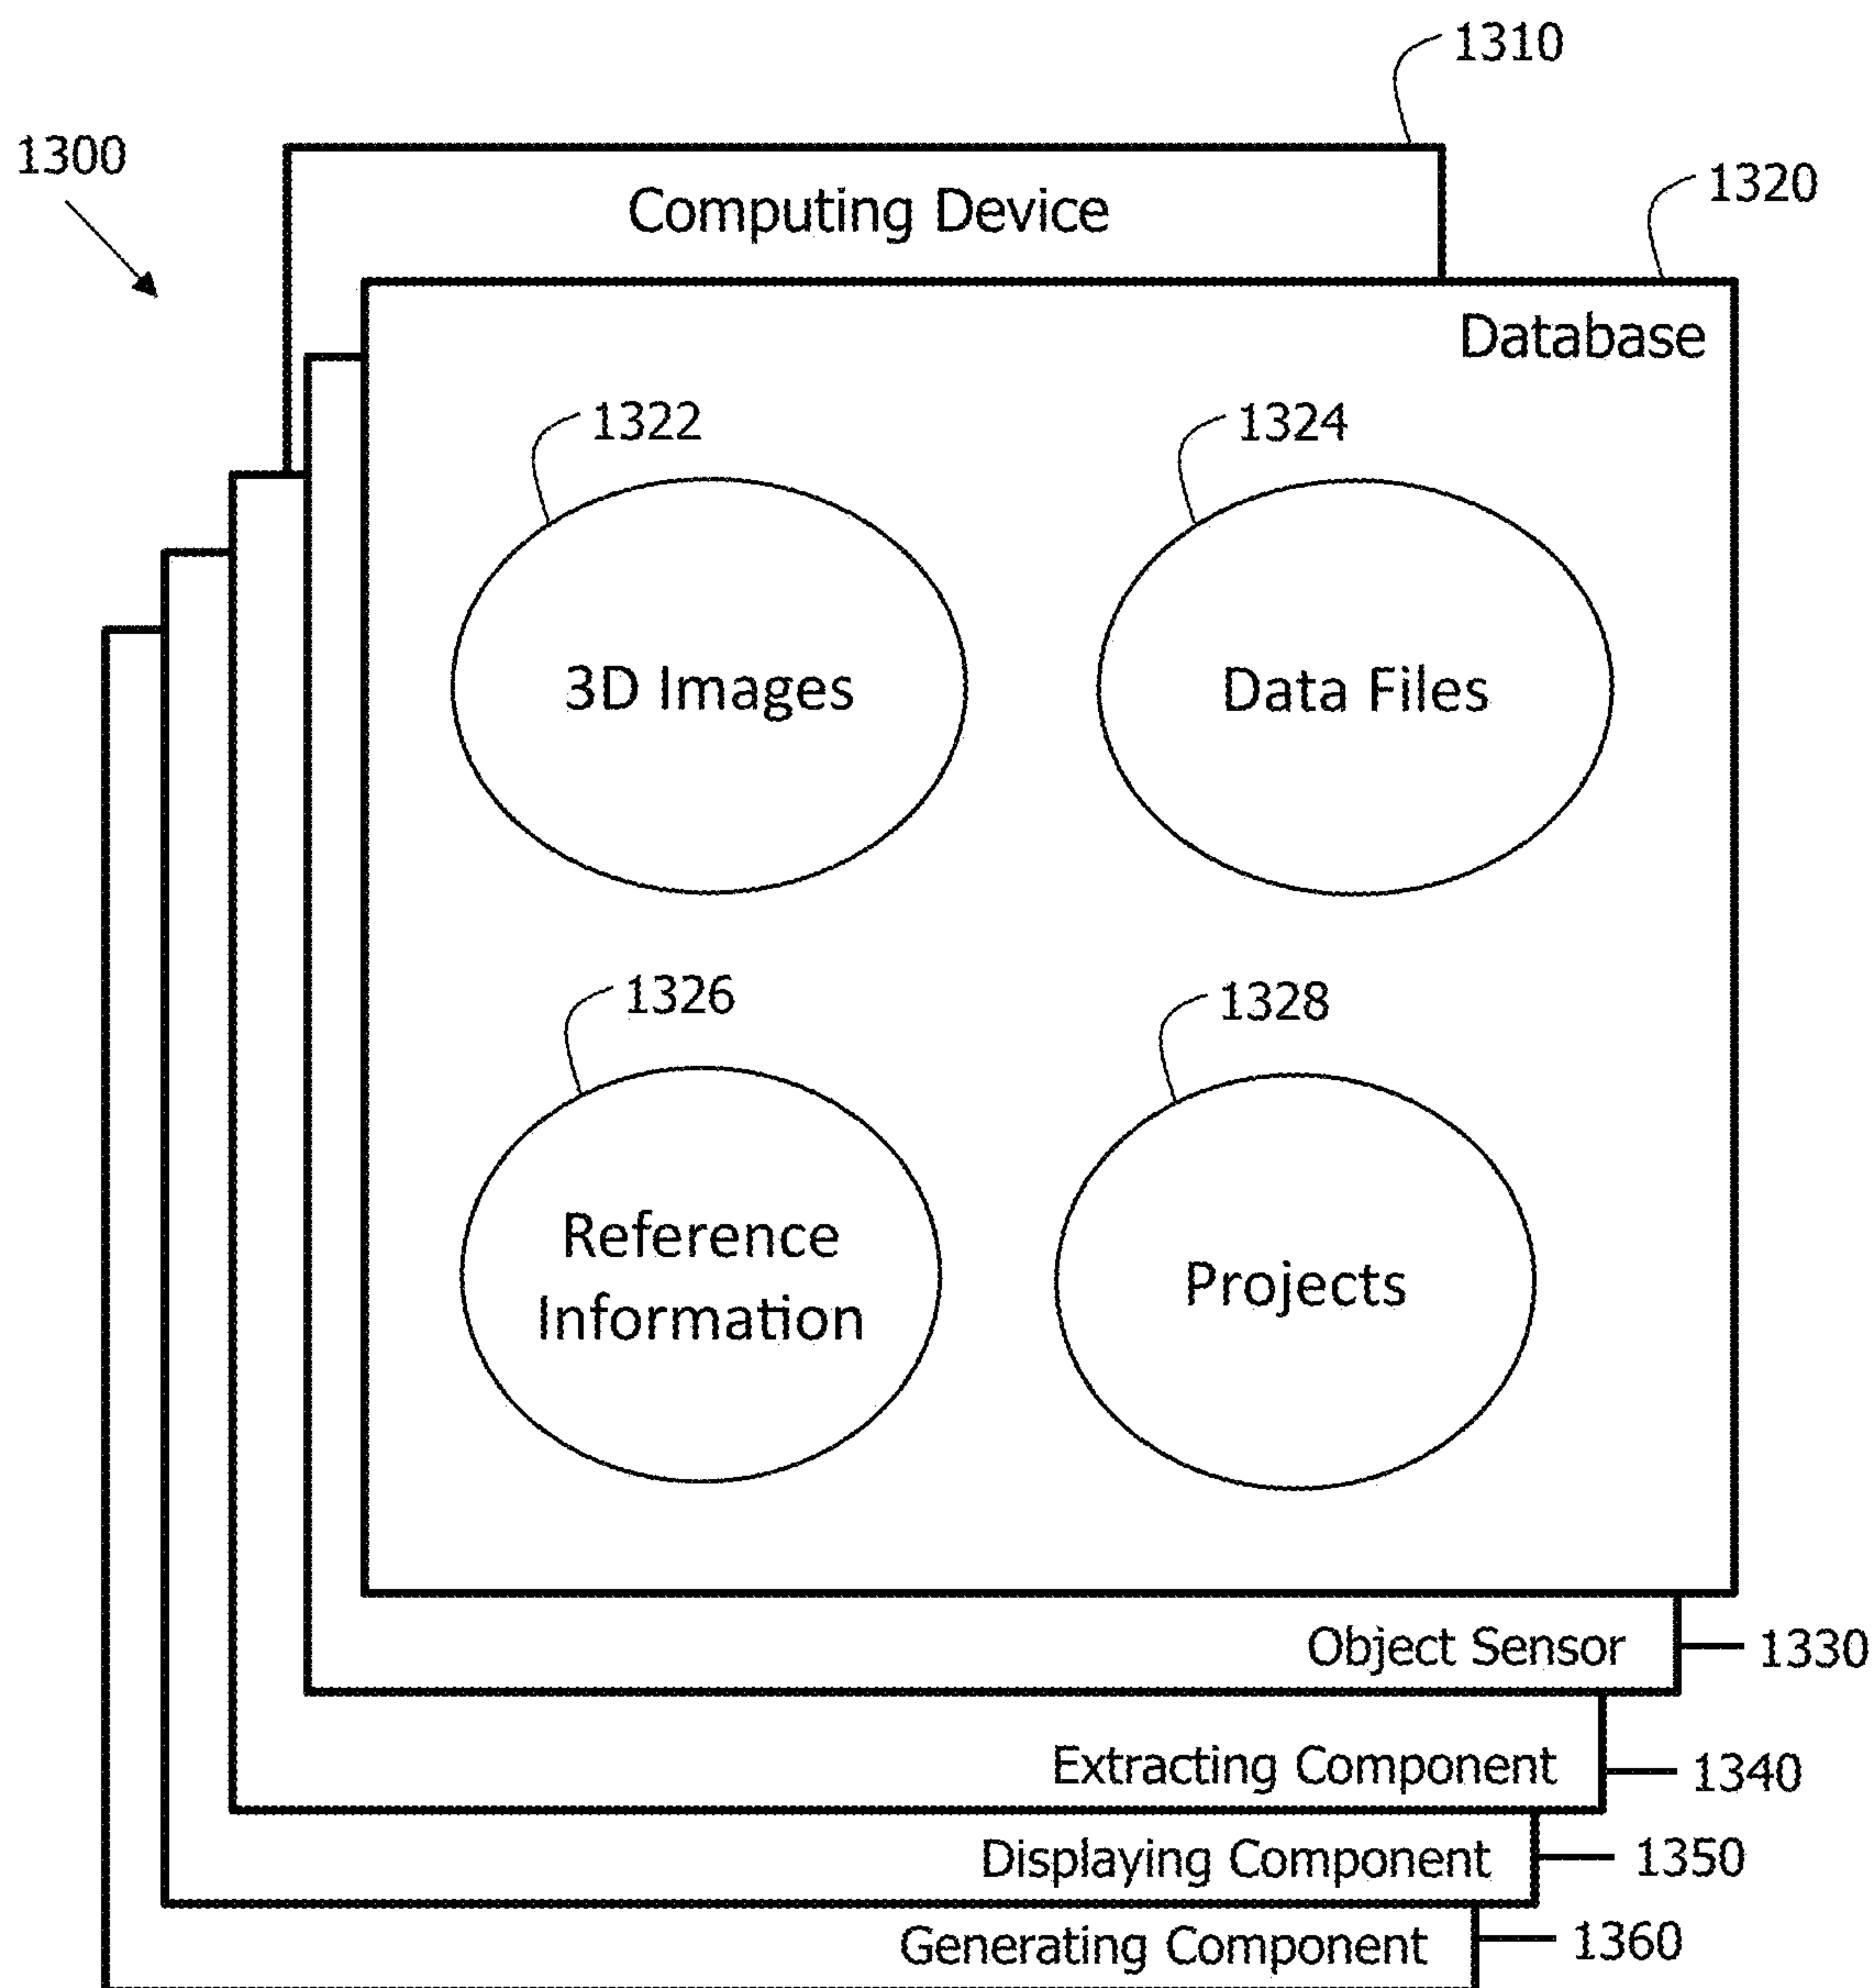 1310
1300
Computing Device
1320
Database
1322
1324
3D Images
Data Files
1326
1328
Reference
Information
Projects
Object Sensor
1330
Extracting Component
1340
Displaying Component
1350
Generating Component
1360